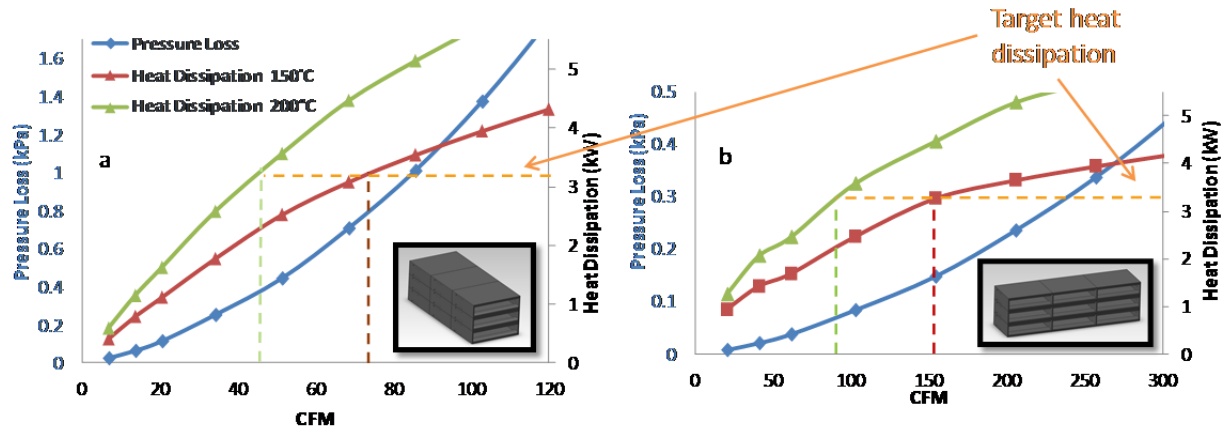 Target heat
dissipation
Pressure Loss
Heat Dissipation 150°C
Heat Dissipation 200°C
a
Pressure Loss (kPa)
1.6
1.4
1.2
1
0.8
0.6
0.4
0.2
0
0 20 40 60 80 100 120
CFM
5
4
3
2
1
0
Heat Dissipation (kW)
b
Pressure Loss (kPa)
0.5
0.4
0.3
0.2
0.1
0
0 50 100 150 200 250 300
CFM
5
4
3
2
1
0
Heat Dissipation (kW)